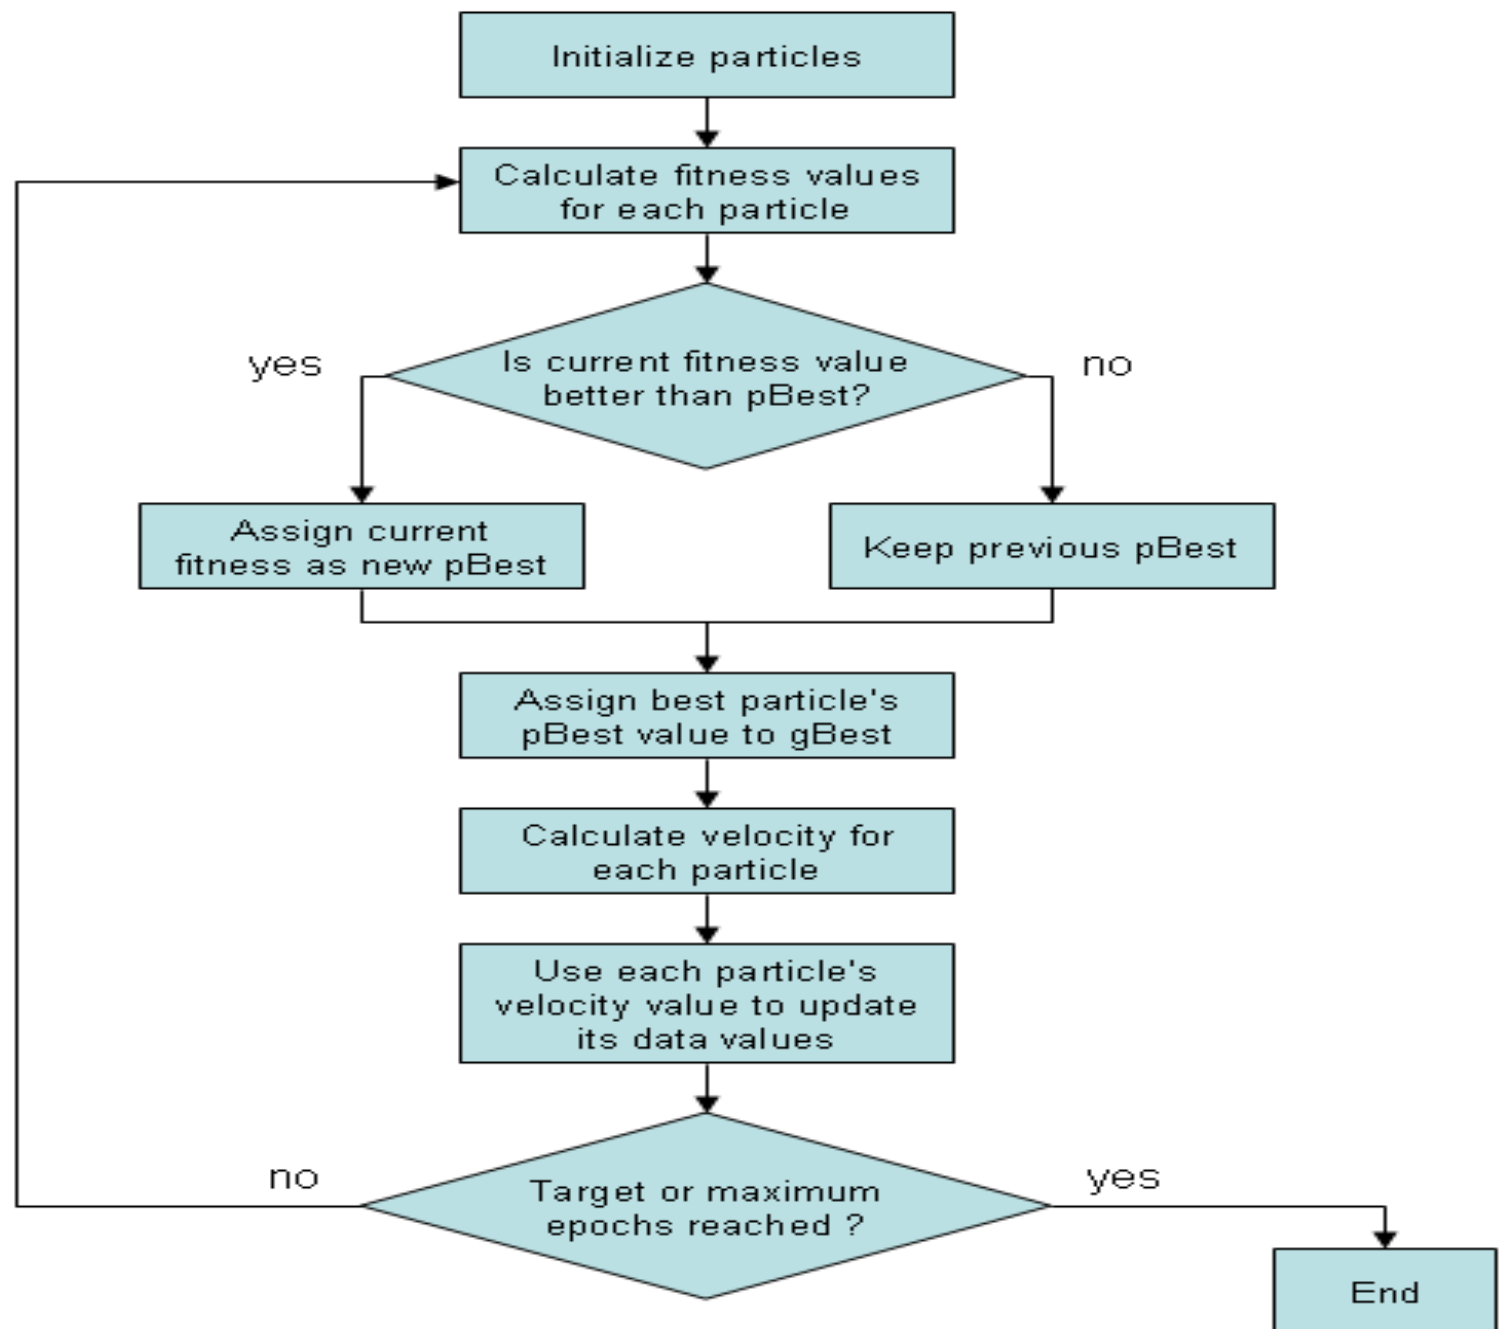 Initialize particles
Calculate fitness values
for each particle
yes
Is current fitness value
better than pBest?
no
Assign current
fitness as new pBest
Keep previous pBest
Assign best particle's
pBest value to gBest
Calculate velocity for
each particle
Use each particle's
velocity value to update
its data values
no
Target or maximum
epochs reached ?
yes
End